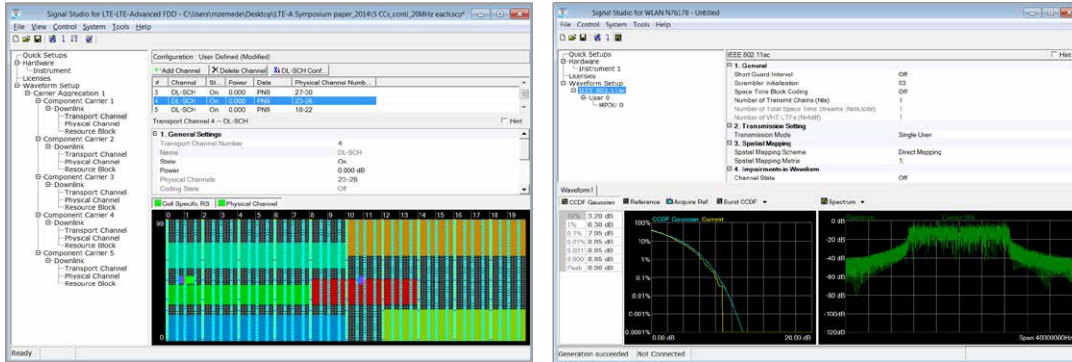 Signal Studio for LTE-LTE-Advanced FDD - C:\Users\mzemede\Desktop\LTE-A Symposium paper_2014\5 CCs_conti_20MHz each.scp*
File View Control System Tools Help
Quick Setups
Hardware
Instrument
Licenses
Waveform Setup
Carrier Aggregation 1
Component Carrier 1
Downlink
Transport Channel
Physical Channel
Resource Block
Component Carrier 2
Downlink
Transport Channel
Physical Channel
Resource Block
Component Carrier 3
Downlink
Transport Channel
Physical Channel
Resource Block
Component Carrier 4
Downlink
Transport Channel
Physical Channel
Resource Block
Component Carrier 5
Downlink
Transport Channel
Physical Channel
Resource Block
Configuration : User Defined (Modified)
Add Channel Delete Channel DL-SCH Conf...
# Channel St... Power Data Physical Channel Numb...
3 DL-SCH On 0.000 PN9 27-30
4 DL-SCH On 0.000 PN9 23-26
5 DL-SCH On 0.000 PN9 18-22
Transport Channel 4 -- DL-SCH Hint
1. General Settings
Transport Channel Number 4
Name DL-SCH
State On
Power 0.000 dB
Physical Channels 23-26
Coding State Off
Cell Specific RS Physical Channel
0 1 2 3 4 5 6 7 8 9 10 11 12 13 14 15 16 17 18 19
99
0
Ready
Signal Studio for WLAN N7617B - Untitled
File Control System Tools Help
Quick Setups
Hardware
Instrument 1
Licenses
Waveform Setup
IEEE 802.11ac
User 0
MPDU 0
IEEE 802.11ac Hint
1. General
Short Guard Interval Off
Scrambler Initialization 93
Space Time Block Coding Off
Number of Transmit Chains (Ntx) 1
Number of Total Space Time Streams (Nsts,total) 1
Number of VHT-LTFs (Nvhtltf) 1
2. Transmission Setting
Transmission Mode Single User
3. Spatial Mapping
Spatial Mapping Scheme Direct Mapping
Spatial Mapping Metrix 1;
4. Impairments in Waveform
Channel State Off
Waveform1
CCDF Gaussian Reference Acquire Ref. Burst CCDF Spectrum
10% 3.20 dB
1% 6.30 dB
0.1% 7.95 dB
0.01% 8.85 dB
0.001% 8.85 dB
0.000 8.85 dB
Peak 8.90 dB
CCDF Gaussian Current
100%
10%
1%
0.1%
0.01%
0.001%
0.0001%
0.00 dB 20.00 dB
Spectrum
0 dB
-20 dB
-40 dB
-60 dB
-80 dB
-100 dB
-120dB
Span 40000000Hz
Generation succeeded Not Connected